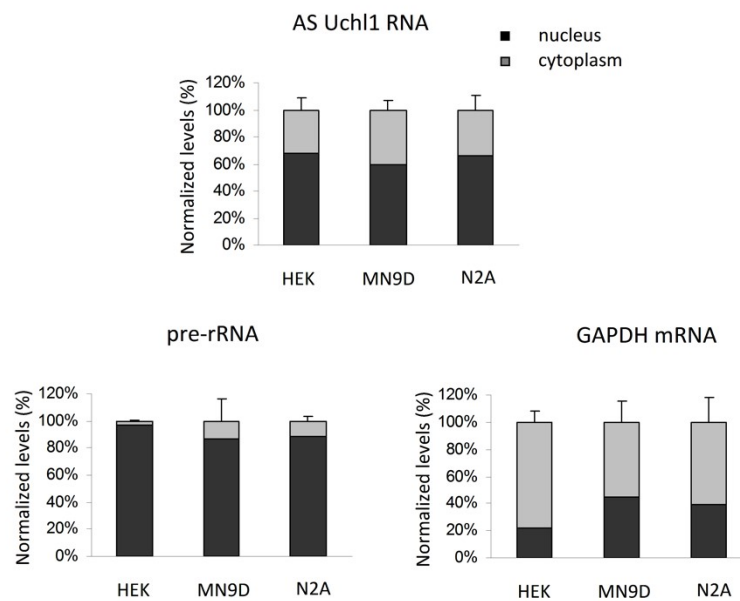 AS Uchl1 RNA
nucleus
cytoplasm
Normalized levels (%)
120%
100%
80%
60%
40%
20%
0%
HEK
MN9D
N2A
pre-rRNA
Normalized levels (%)
120%
100%
80%
60%
40%
20%
0%
HEK
MN9D
N2A
GAPDH mRNA
Normalized levels (%)
120%
100%
80%
60%
40%
20%
0%
HEK
MN9D
N2A